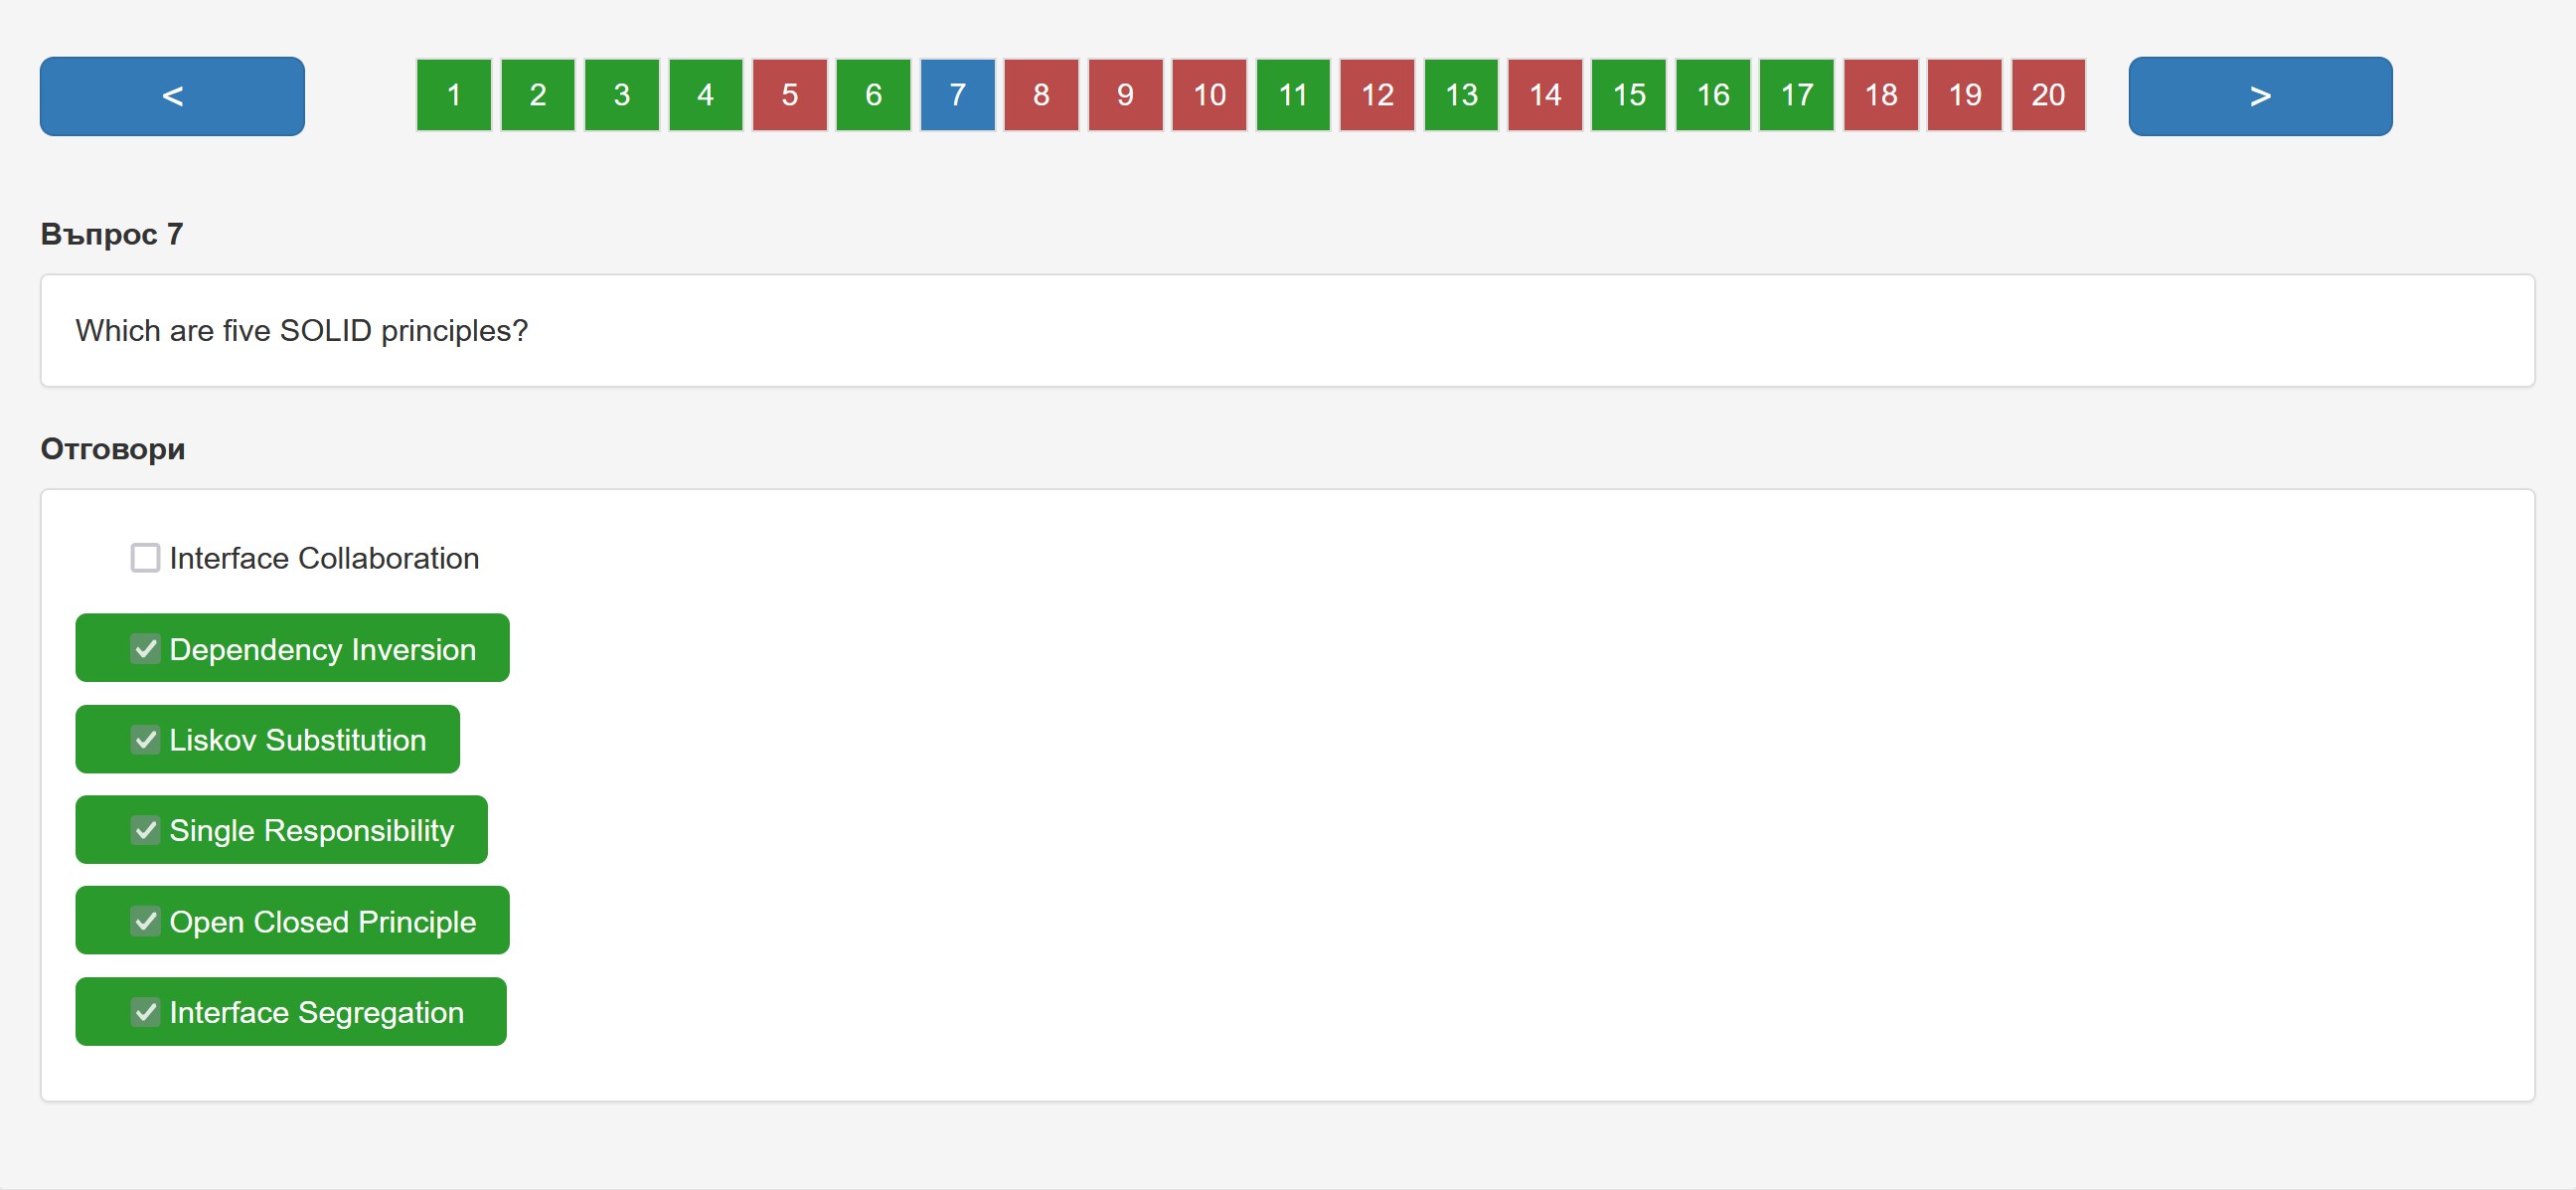 < 1 2 3 4 5 6 7 8 9 10 11 12 13 14 15 16 17 18 19 20 >
Въпрос 7
Which are five SOLID principles?
Отговори
Interface Collaboration
Dependency Inversion
Liskov Substitution
Single Responsibility
Open Closed Principle
Interface Segregation